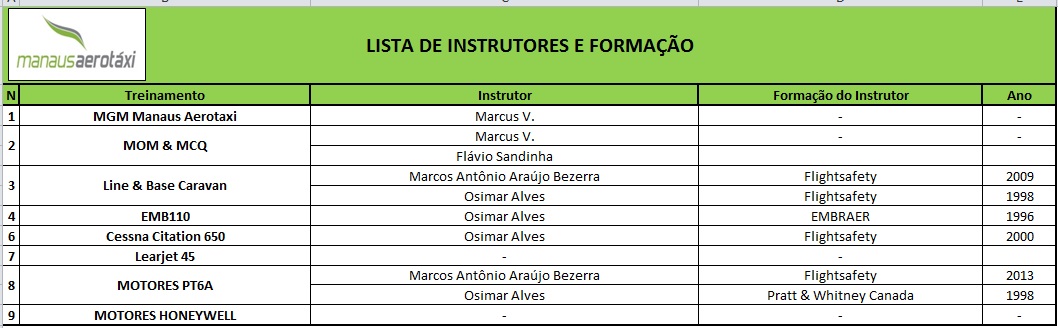 manausaerotáxi
LISTA DE INSTRUTORES E FORMAÇÃO
N Treinamento Instrutor Formação do Instrutor Ano
1 MGM Manaus Aerotaxi Marcus V. - -
2 MOM & MCQ Marcus V. - -
Flávio Sandinha
3 Line & Base Caravan Marcos Antônio Araújo Bezerra Flightsafety 2009
Osimar Alves Flightsafety 1998
4 EMB110 Osimar Alves EMBRAER 1996
6 Cessna Citation 650 Osimar Alves Flightsafety 2000
7 Learjet 45 - - -
8 MOTORES PT6A Marcos Antônio Araújo Bezerra Flightsafety 2013
Osimar Alves Pratt & Whitney Canada 1998
9 MOTORES HONEYWELL - - -